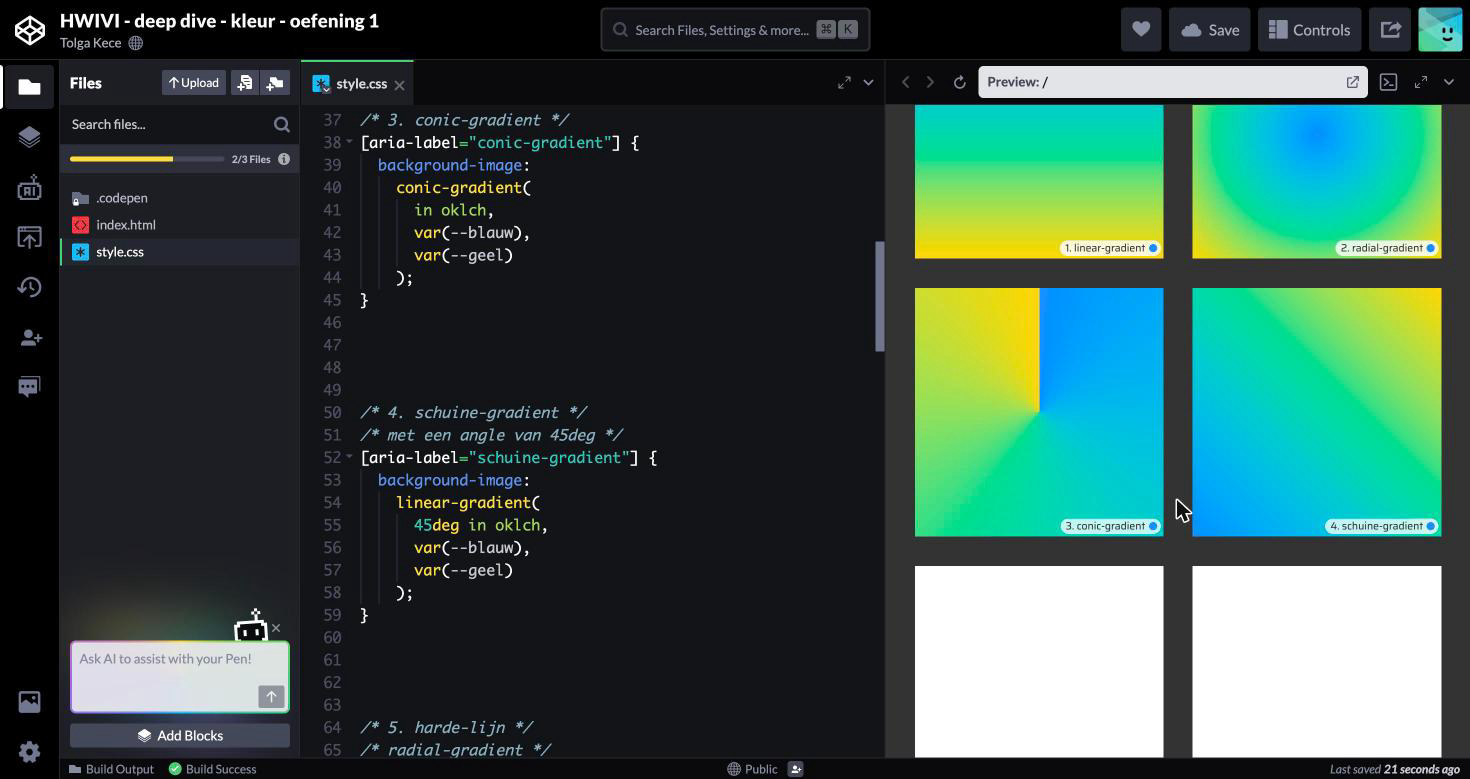 HWIVI - deep dive - kleur - oefening 1
Tolga Kece
Search Files, Settings & more... ⌘ K
Save
Controls
Files
Upload
Search files...
2/3 Files
.codepen
index.html
style.css
AI
Ask AI to assist with your Pen!
Add Blocks
style.css
37 /* 3. conic-gradient */
38 [aria-label="conic-gradient"] {
39 background-image:
40 conic-gradient(
41 in oklch,
42 var(--blauw),
43 var(--geel)
44 );
45 }
46
47
48
49
50 /* 4. schuine-gradient */
51 /* met een angle van 45deg */
52 [aria-label="schuine-gradient"] {
53 background-image:
54 linear-gradient(
55 45deg in oklch,
56 var(--blauw),
57 var(--geel)
58 );
59 }
60
61
62
63
64 /* 5. harde-lijn */
65 /* radial-gradient */
Preview: /
1. linear-gradient
2. radial-gradient
3. conic-gradient
4. schuine-gradient
Build Output
Build Success
Public
Last saved 21 seconds ago